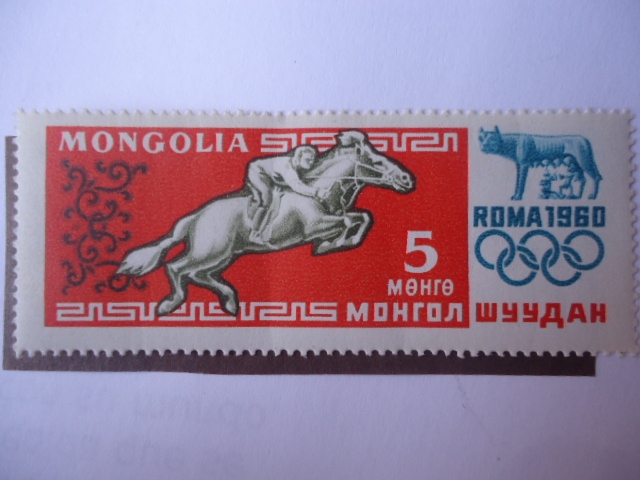 MONGOLIA
ROMA 1960
5
МӨНГӨ
МОНГОЛ ШУУДАН